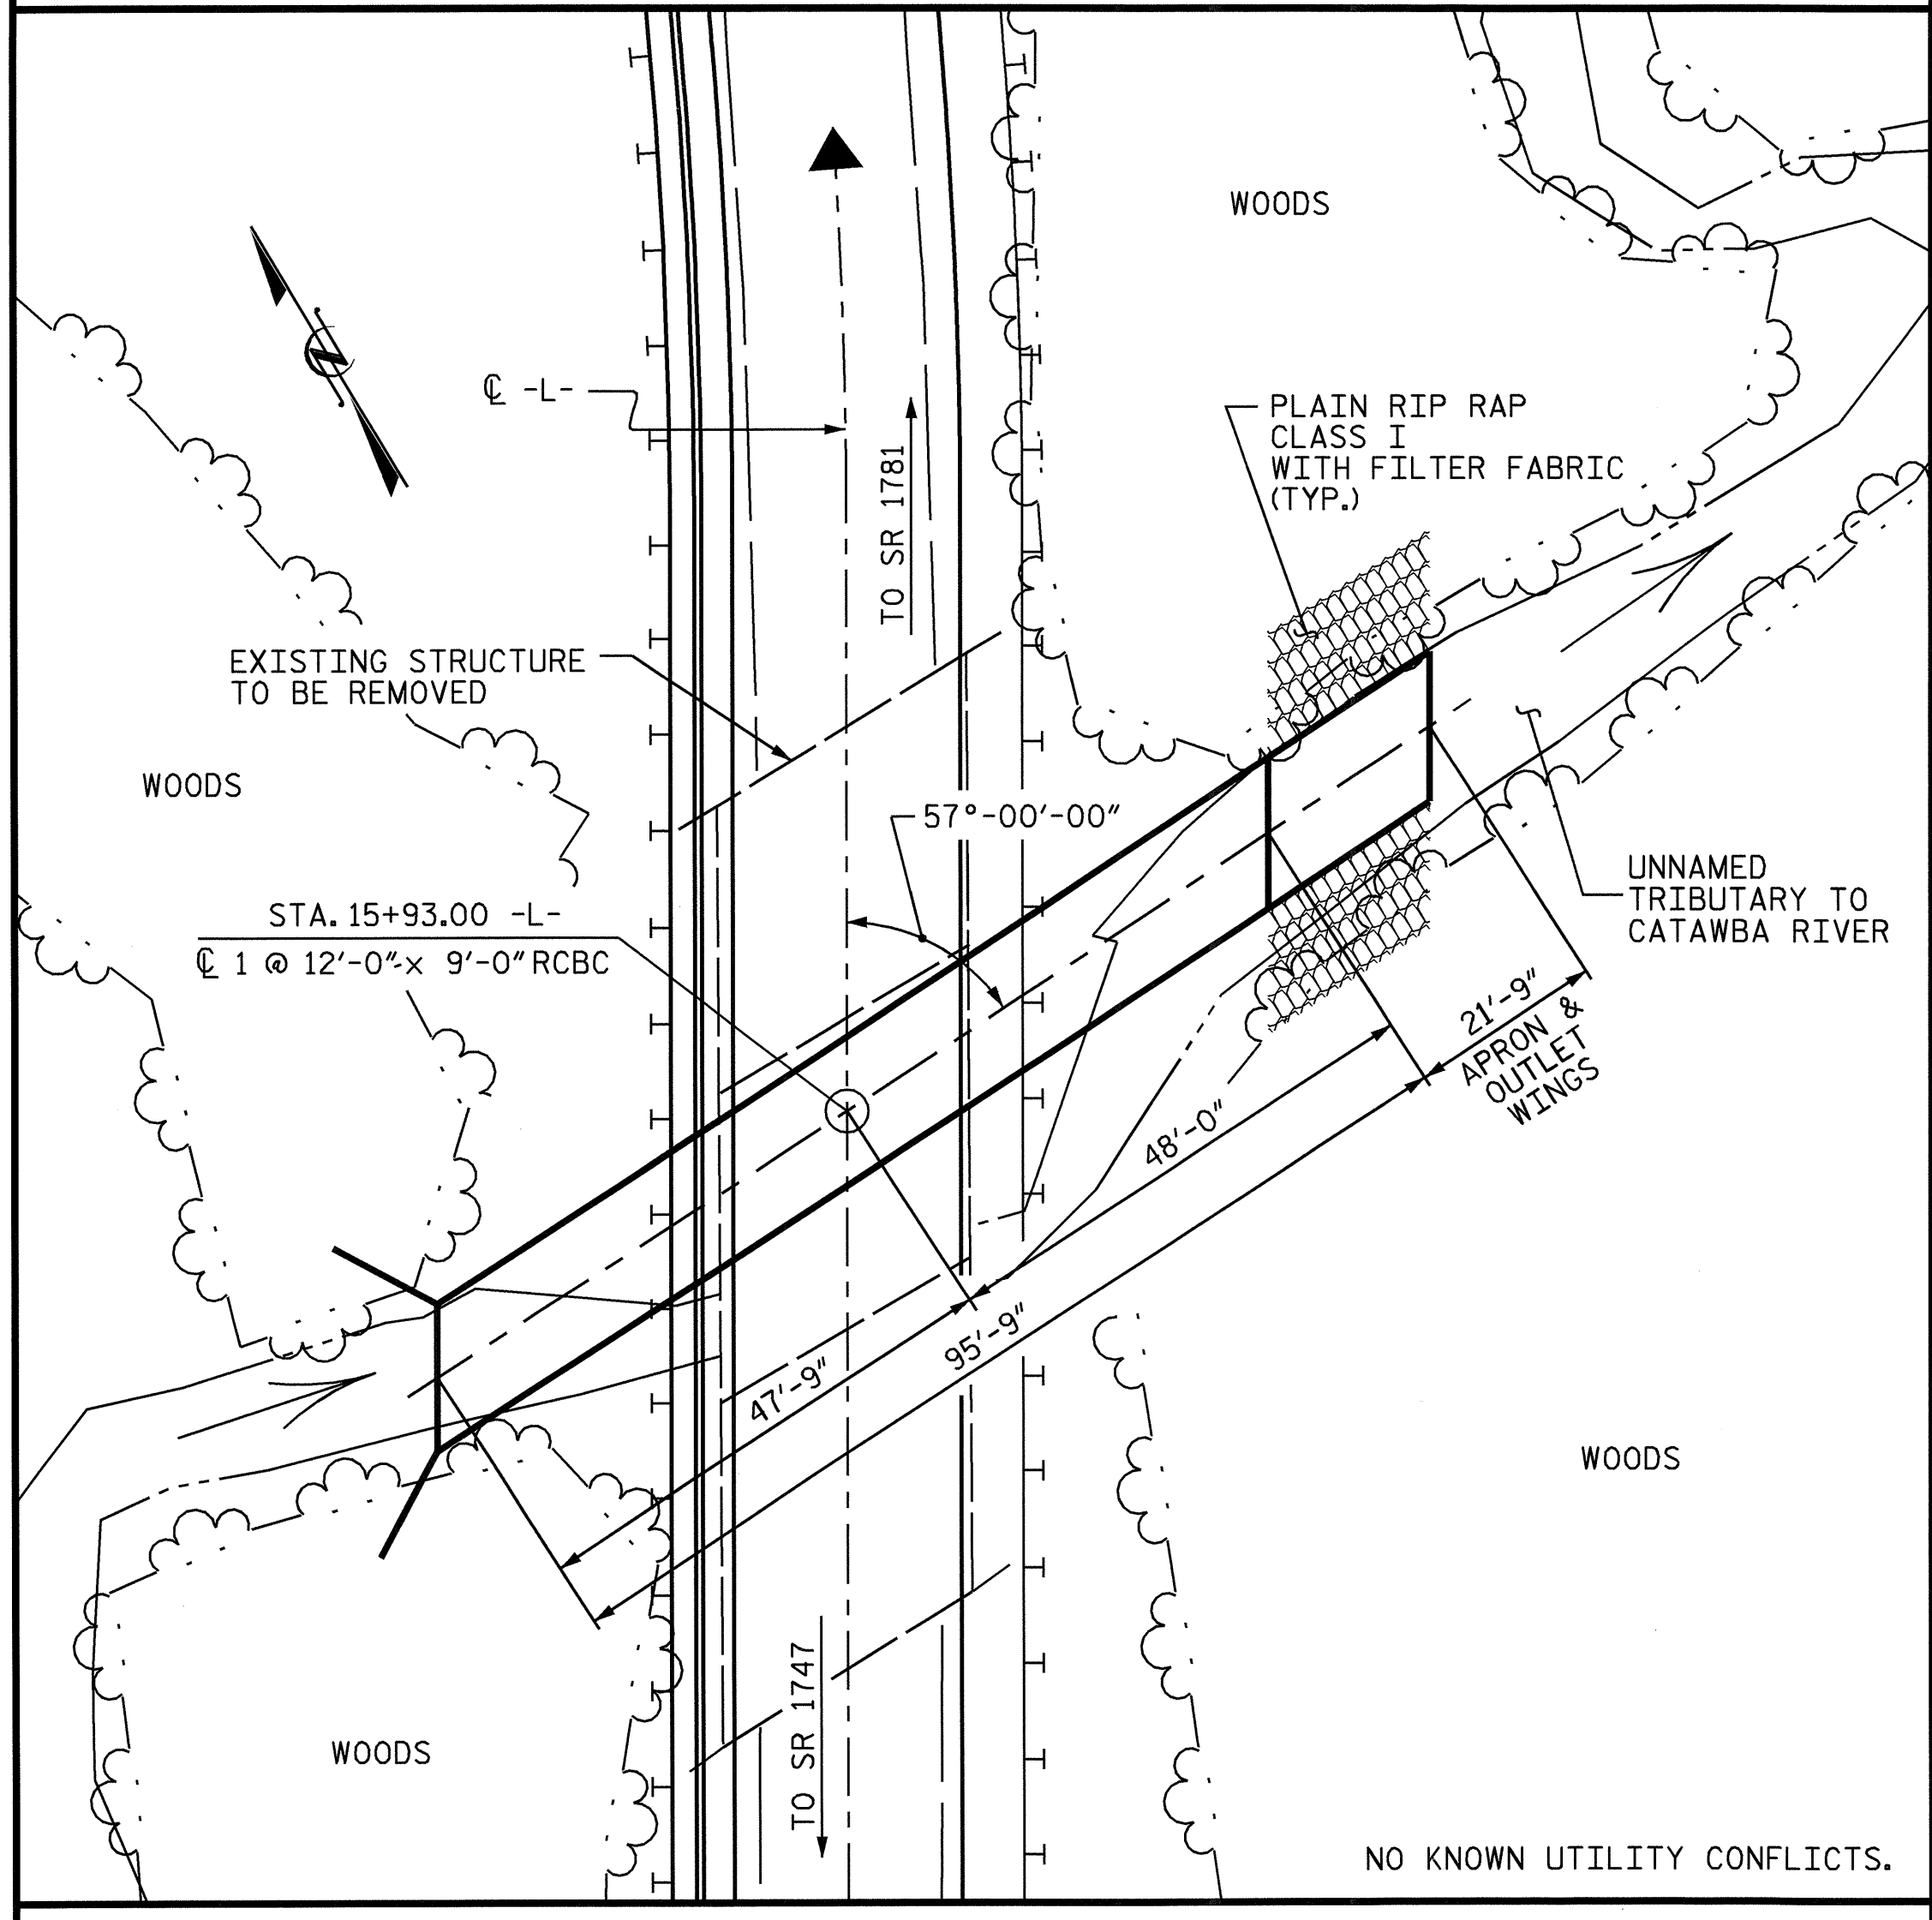 WOODS
℄ -L-
PLAIN RIP RAP
CLASS I
WITH FILTER FABRIC
(TYP.)
TO SR 1781
EXISTING STRUCTURE
TO BE REMOVED
WOODS
57°-00'-00"
UNNAMED
TRIBUTARY TO
CATAWBA RIVER
STA. 15+93.00 -L-
℄ 1 @ 12'-0" x 9'-0" RCBC
21'-9"
APRON &
OUTLET
WINGS
48'-0"
95'-9"
47'-9"
WOODS
TO SR 1747
WOODS
NO KNOWN UTILITY CONFLICTS.